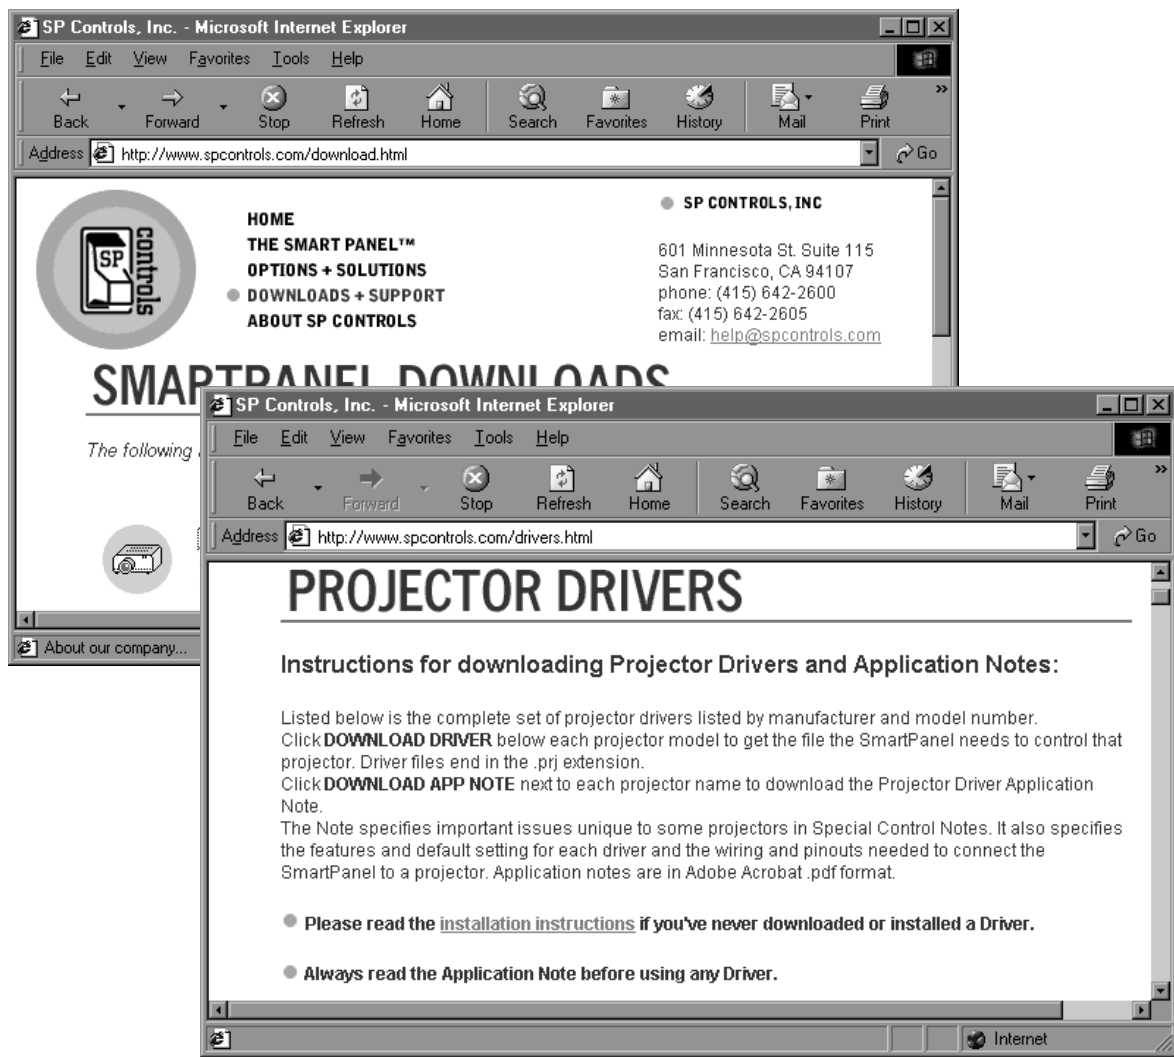 SP Controls, Inc. - Microsoft Internet Explorer
File Edit View Favorites Tools Help
Back Forward Stop Refresh Home Search Favorites History Mail Print »
Address http://www.spcontrols.com/download.html Go
SP controls
HOME
THE SMART PANEL™
OPTIONS + SOLUTIONS
DOWNLOADS + SUPPORT
ABOUT SP CONTROLS
SP CONTROLS, INC
601 Minnesota St. Suite 115
San Francisco, CA 94107
phone: (415) 642-2600
fax: (415) 642-2605
email: help@spcontrols.com
SMARTPANEL DOWNLOADS
The following
About our company...
SP Controls, Inc. - Microsoft Internet Explorer
File Edit View Favorites Tools Help
Back Forward Stop Refresh Home Search Favorites History Mail Print »
Address http://www.spcontrols.com/drivers.html Go
PROJECTOR DRIVERS
Instructions for downloading Projector Drivers and Application Notes:
Listed below is the complete set of projector drivers listed by manufacturer and model number.
Click DOWNLOAD DRIVER below each projector model to get the file the SmartPanel needs to control that
projector. Driver files end in the .prj extension.
Click DOWNLOAD APP NOTE next to each projector name to download the Projector Driver Application
Note.
The Note specifies important issues unique to some projectors in Special Control Notes. It also specifies
the features and default setting for each driver and the wiring and pinouts needed to connect the
SmartPanel to a projector. Application notes are in Adobe Acrobat .pdf format.
Please read the installation instructions if you've never downloaded or installed a Driver.
Always read the Application Note before using any Driver.
Internet